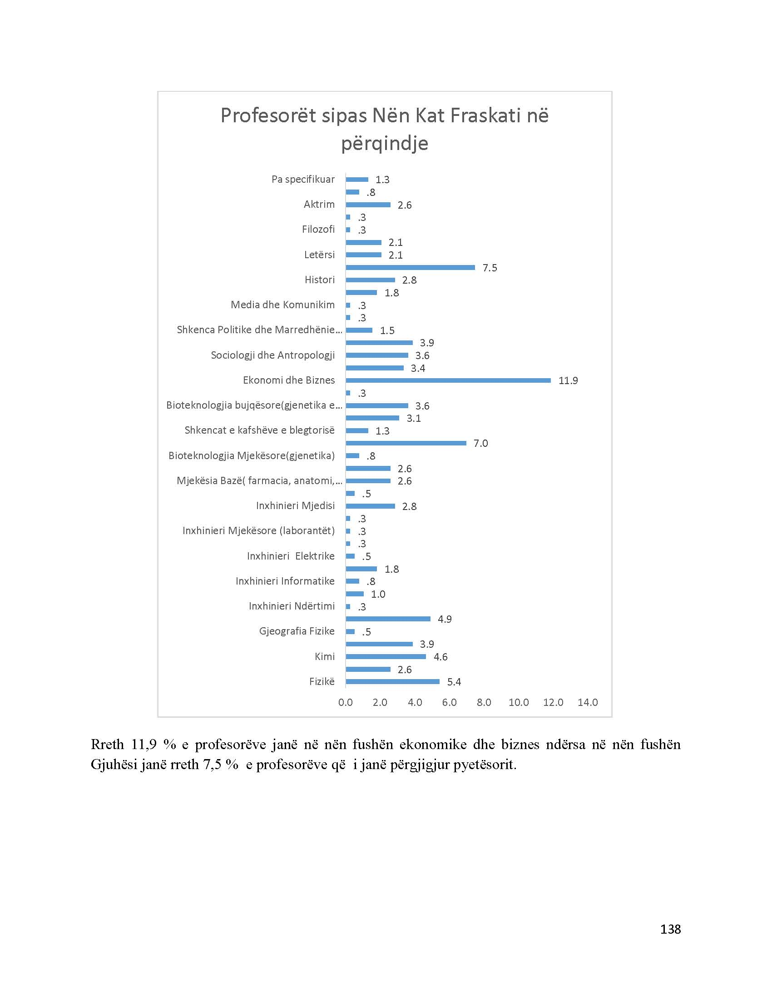 Profesorët sipas Nën Kat Fraskati në
përqindje
Pa specifikuar 1.3
.8
Aktrim 2.6
.3
Filozofi .3
2.1
Letërsi 2.1
7.5
Histori 2.8
1.8
Media dhe Komunikim .3
.3
Shkenca Politike dhe Marredhënie... 1.5
3.9
Sociologji dhe Antropologji 3.6
3.4
Ekonomi dhe Biznes 11.9
.3
Bioteknologjia bujqësore(gjenetika e... 3.6
3.1
Shkencat e kafshëve e blegtorisë 1.3
7.0
Bioteknologjia Mjekësore(gjenetika) .8
2.6
Mjekësia Bazë( farmacia, anatomi,... 2.6
.5
Inxhinieri Mjedisi 2.8
.3
Inxhinieri Mjekësore (laborantët) .3
.3
Inxhinieri  Elektrike .5
1.8
Inxhinieri Informatike .8
1.0
Inxhinieri Ndërtimi .3
4.9
Gjeografia Fizike .5
3.9
Kimi 4.6
2.6
Fizikë 5.4
0.0 2.0 4.0 6.0 8.0 10.0 12.0 14.0
Rreth 11,9 % e profesorëve janë në nën fushën ekonomike dhe biznes ndërsa në nën fushën
Gjuhësi janë rreth 7,5 %  e profesorëve që  i janë përgjigjur pyetësorit.
138